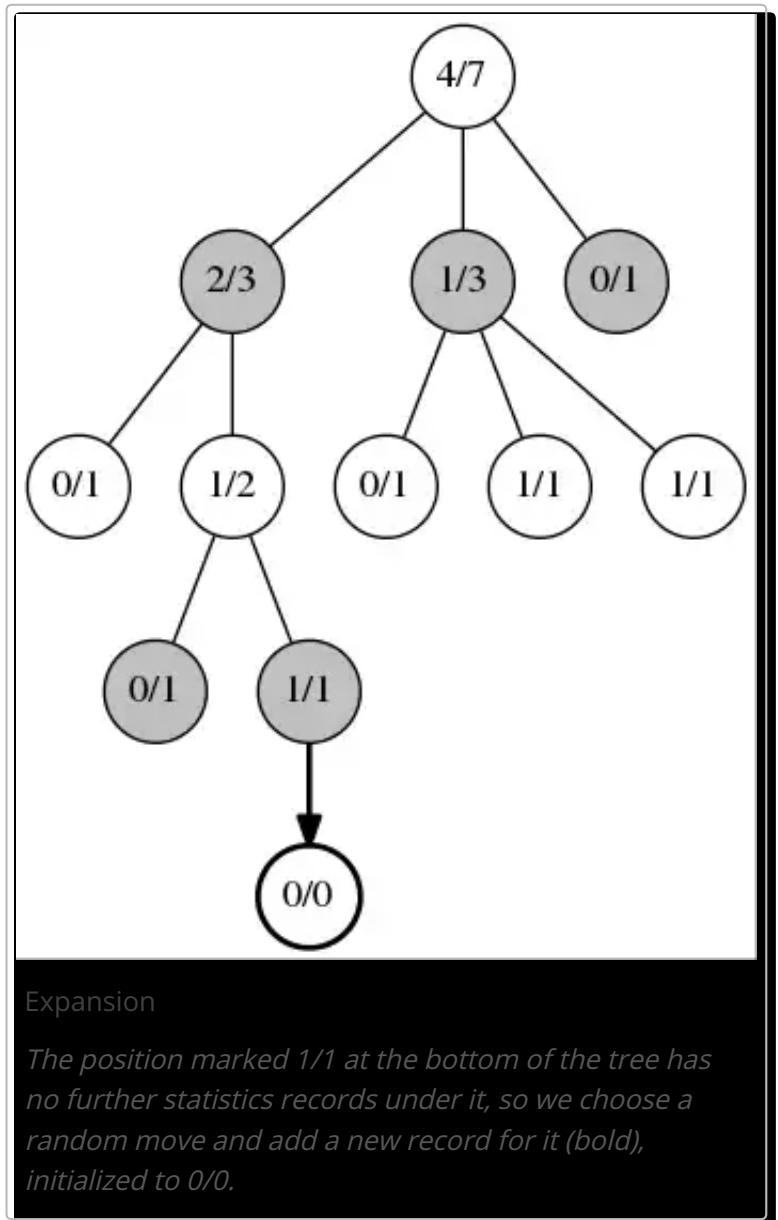 4/7
2/3 1/3 0/1
0/1 1/2 0/1 1/1 1/1
0/1 1/1
0/0
Expansion
The position marked 1/1 at the bottom of the tree has
no further statistics records under it, so we choose a
random move and add a new record for it (bold),
initialized to 0/0.